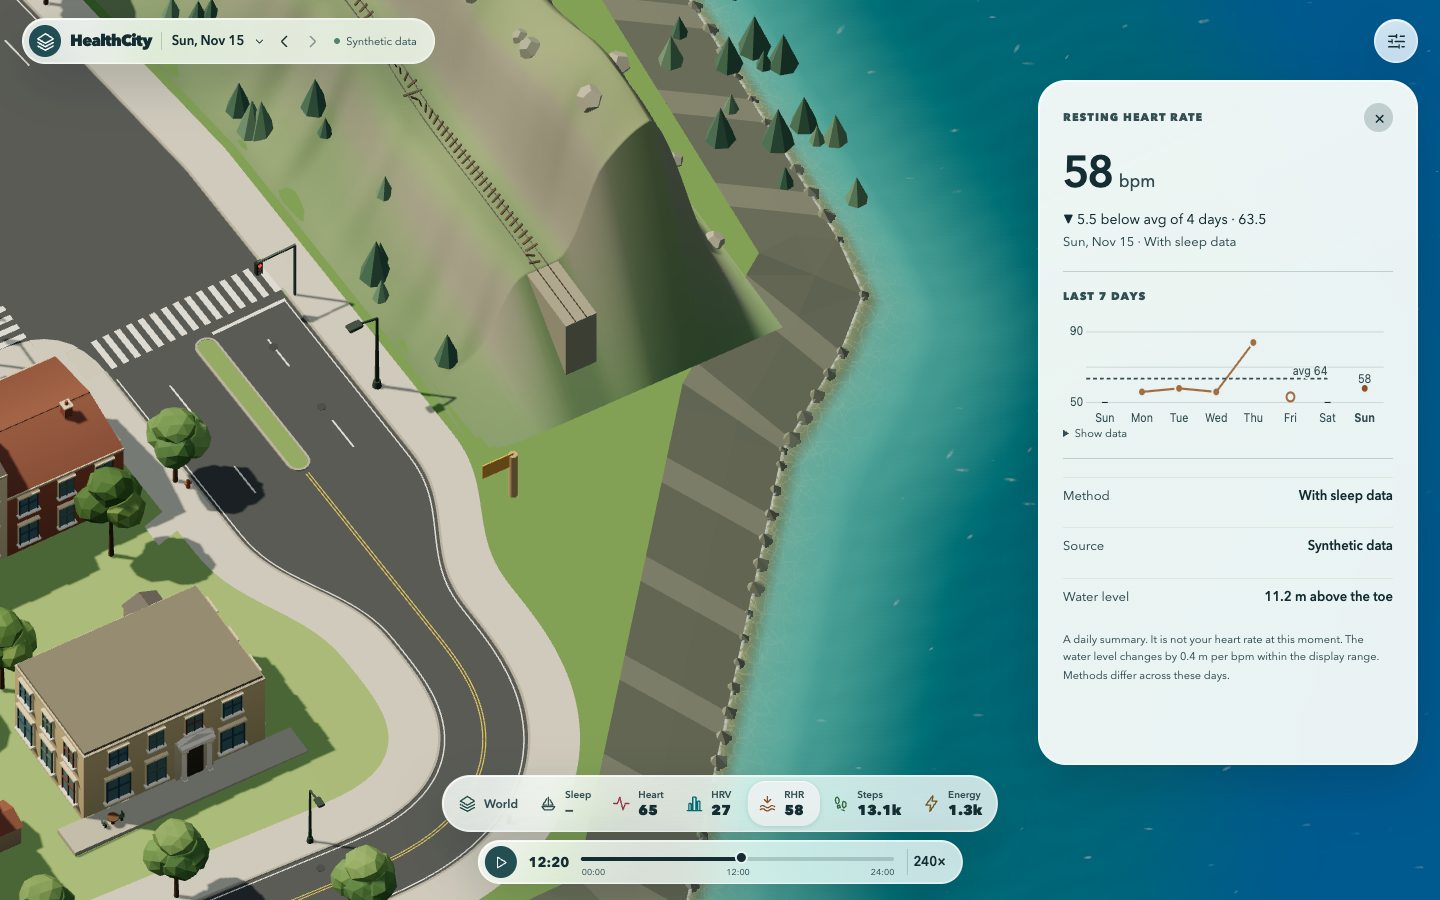 HealthCity
Sun, Nov 15
Synthetic data
RESTING HEART RATE
58 bpm
▼ 5.5 below avg of 4 days · 63.5
Sun, Nov 15 · With sleep data
LAST 7 DAYS
90
avg 64
58
50
Sun Mon Tue Wed Thu Fri Sat Sun
Show data
Method With sleep data
Source Synthetic data
Water level 11.2 m above the toe
A daily summary. It is not your heart rate at this moment. The
water level changes by 0.4 m per bpm within the display range.
Methods differ across these days.
World
Sleep
–
Heart
65
HRV
27
RHR
58
Steps
13.1k
Energy
1.3k
12:20
00:00 12:00 24:00
240×